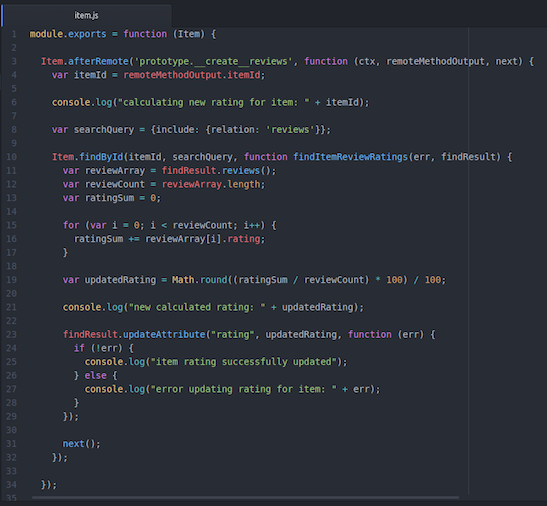 item.js
1 module.exports = function (Item) {
2
3   Item.afterRemote('prototype.__create__reviews', function (ctx, remoteMethodOutput, next) {
4     var itemId = remoteMethodOutput.itemId;
5
6     console.log("calculating new rating for item: " + itemId);
7
8     var searchQuery = {include: {relation: 'reviews'}};
9
10     Item.findById(itemId, searchQuery, function findItemReviewRatings(err, findResult) {
11       var reviewArray = findResult.reviews();
12       var reviewCount = reviewArray.length;
13       var ratingSum = 0;
14
15       for (var i = 0; i < reviewCount; i++) {
16         ratingSum += reviewArray[i].rating;
17       }
18
19       var updatedRating = Math.round((ratingSum / reviewCount) * 100) / 100;
20
21       console.log("new calculated rating: " + updatedRating);
22
23       findResult.updateAttribute("rating", updatedRating, function (err) {
24         if (!err) {
25           console.log("item rating successfully updated");
26         } else {
27           console.log("error updating rating for item: " + err);
28         }
29       });
30
31       next();
32     });
33
34   });
35